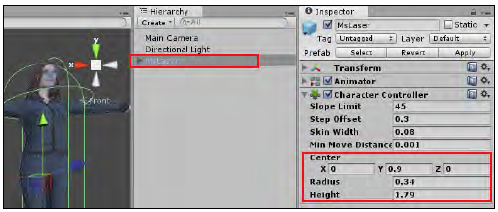 y
x
Front
Hierarchy
Create ▾
All
Main Camera
Directional Light
MsLaser
Inspector
MsLaser
Static
Tag Untagged
Layer Default
Prefab Select Revert Apply
Transform
Animator
Character Controller
Slope Limit 45
Step Offset 0.3
Skin Width 0.08
Min Move Distance 0.001
Center
X 0 Y 0.9 Z 0
Radius 0.34
Height 1.79